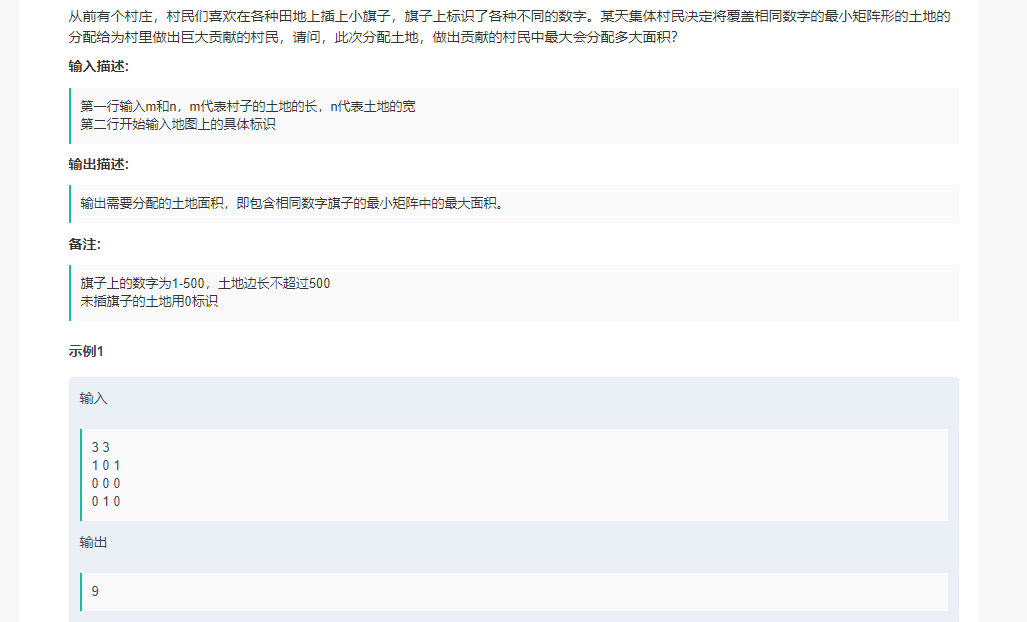 从前有个村庄，村民们喜欢在各种田地上插上小旗子，旗子上标识了各种不同的数字。某天集体村民决定将覆盖相同数字的最小矩阵形的土地的
分配给为村里做出巨大贡献的村民，请问，此次分配土地，做出贡献的村民中最大会分配多大面积?
输入描述:
第一行输入m和n，m代表村子的土地的长，n代表土地的宽
第二行开始输入地图上的具体标识
输出描述:
输出需要分配的土地面积，即包含相同数字旗子的最小矩阵中的最大面积。
备注:
旗子上的数字为1-500，土地边长不超过500
未插旗子的土地用0标识
示例1
输入
3 3
1 0 1
0 0 0
0 1 0
输出
9